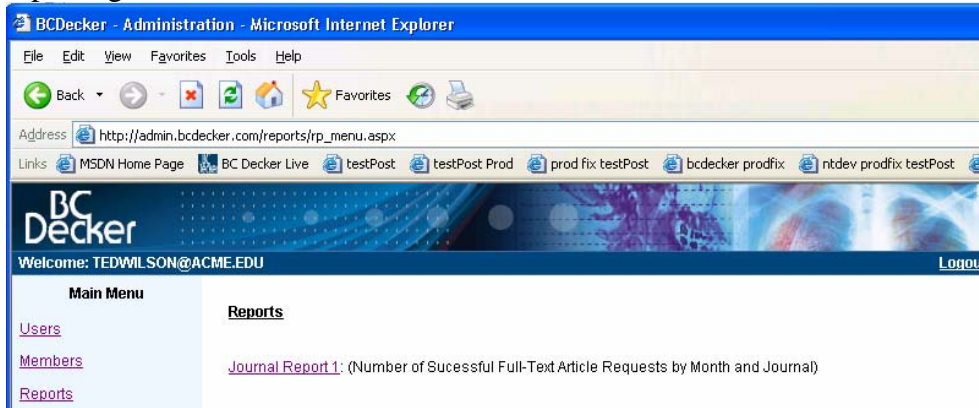 BCDecker - Administration - Microsoft Internet Explorer
File Edit View Favorites Tools Help
Back Favorites
Address http://admin.bcdecker.com/reports/rp_menu.aspx
Links MSDN Home Page BC Decker Live testPost testPost Prod prod fix testPost bcdecker prodfix ntdev prodfix testPost
BC
Decker
Welcome: TEDWILSON@ACME.EDU Logou
Main Menu
Users
Members
Reports
Reports
Journal Report 1: (Number of Sucessful Full-Text Article Requests by Month and Journal)